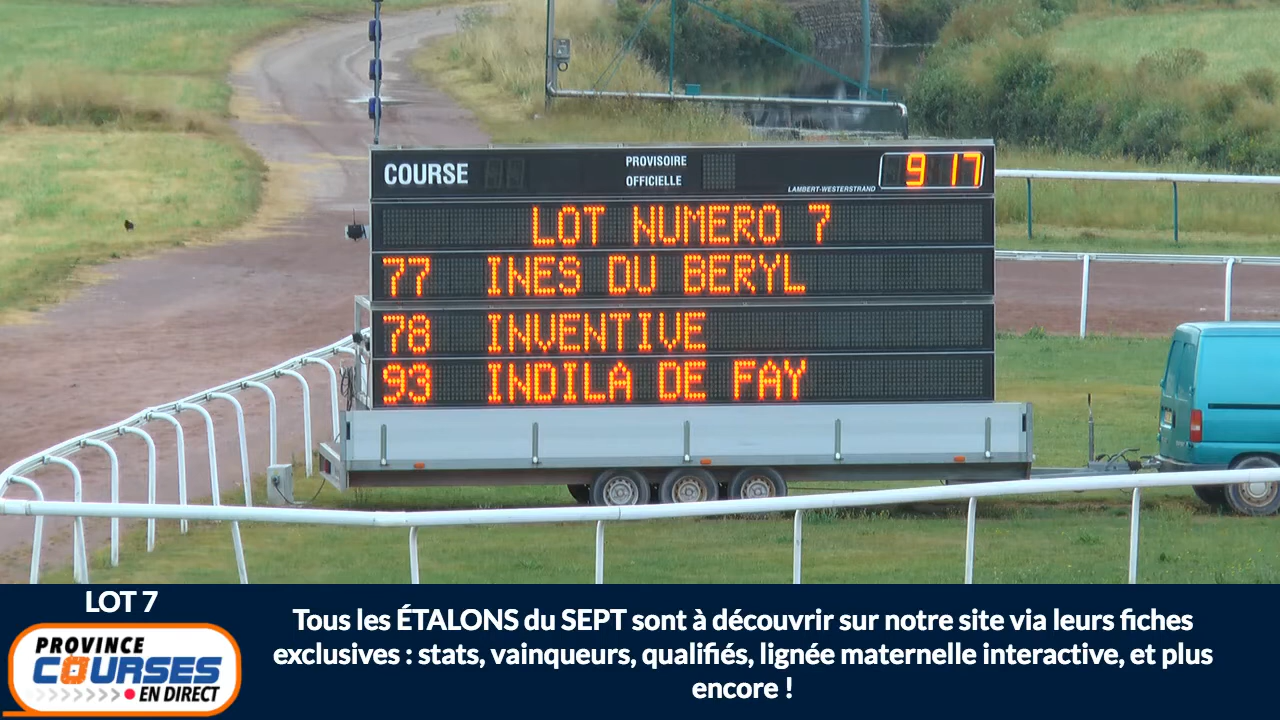 COURSE
PROVISOIRE
OFFICIELLE
LAMBERT-WESTERSTRAND
9 17
LOT NUMERO 7
77 INES DU BERYL
78 INVENTIVE
93 INDILA DE FAY
LOT 7
PROVINCE
COURSES
EN DIRECT
Tous les ÉTALONS du SEPT sont à découvrir sur notre site via leurs fiches
exclusives : stats, vainqueurs, qualifiés, lignée maternelle interactive, et plus
encore !